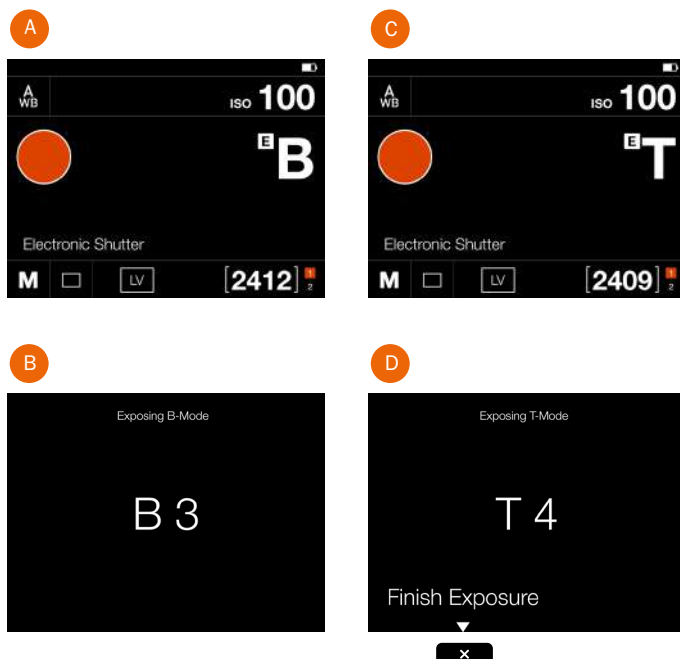 A
A
WB
ISO 100
E B
Electronic Shutter
M LV [2412] 1
2
C
A
WB
ISO 100
E T
Electronic Shutter
M LV [2409] 1
2
B
Exposing B-Mode
B 3
D
Exposing T-Mode
T 4
Finish Exposure
×